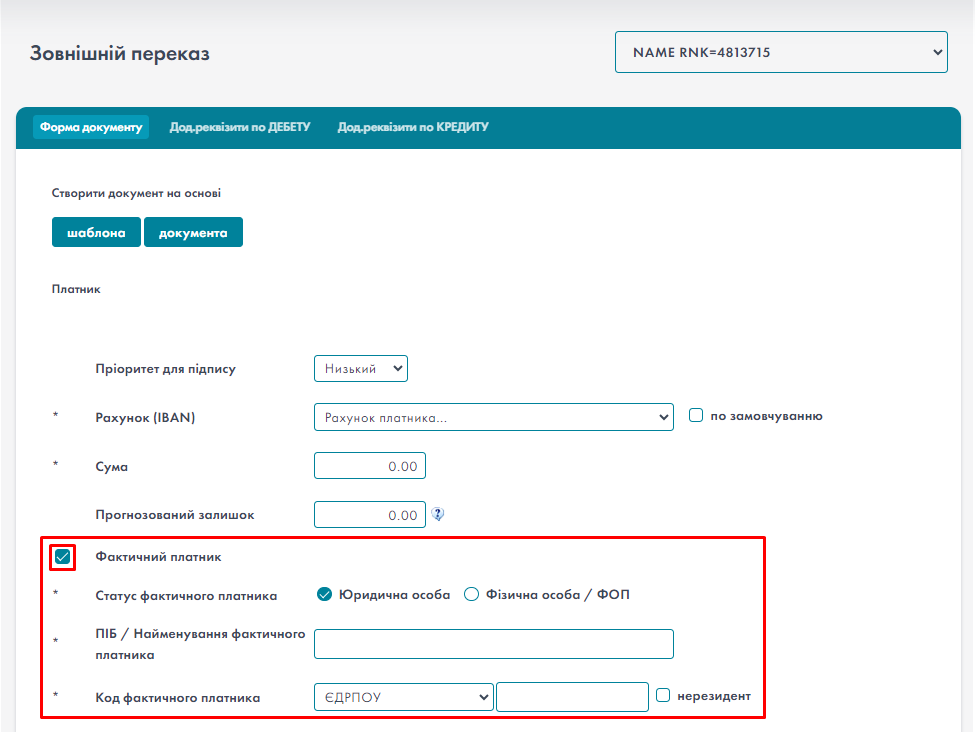 Зовнішній переказ
NAME RNK=4813715
Форма документу Дод.реквізити по ДЕБЕТУ Дод.реквізити по КРЕДИТУ
Створити документ на основі
шаблона документа
Платник
Пріоритет для підпису Низький
* Рахунок (IBAN) Рахунок платника... по замовчуванню
* Сума 0.00
Прогнозований залишок 0.00 ?
Фактичний платник
* Статус фактичного платника Юридична особа Фізична особа / ФОП
* ПІБ / Найменування фактичного
платника
* Код фактичного платника ЄДРПОУ нерезидент